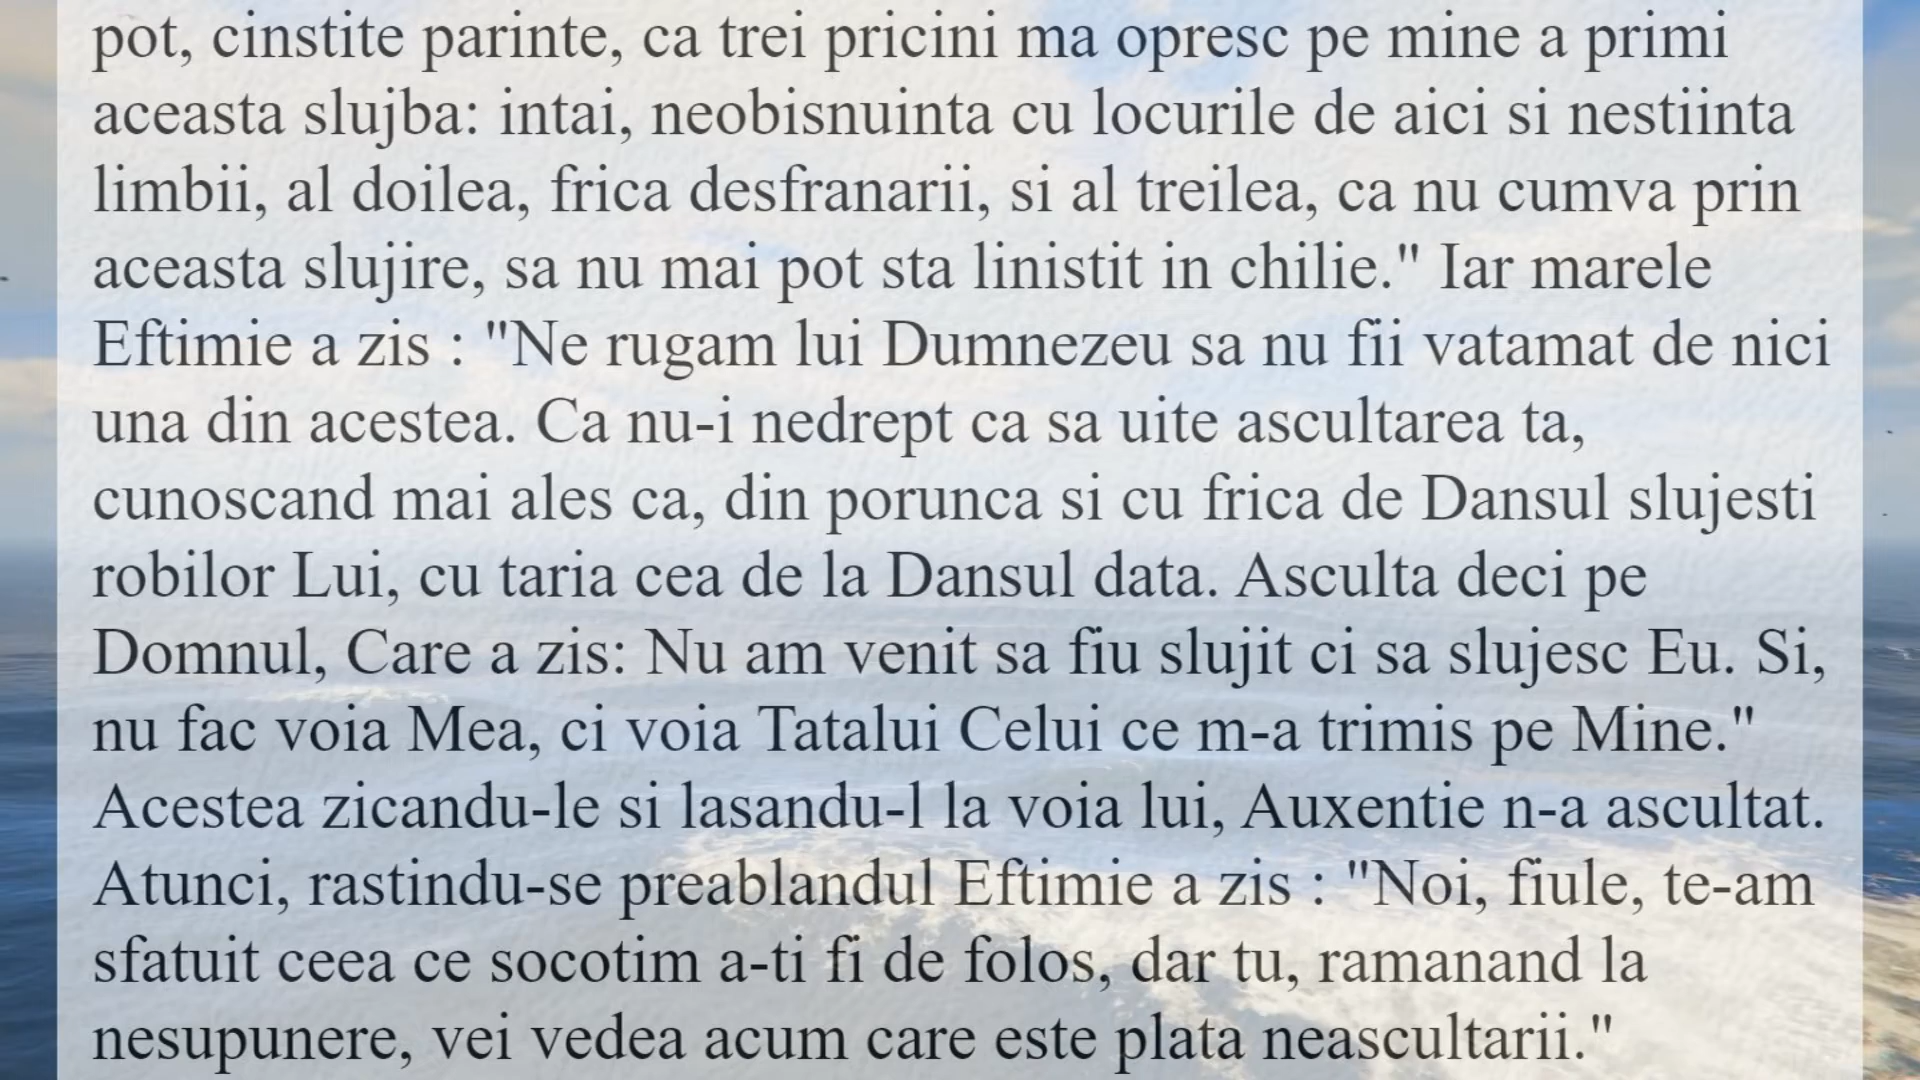 pot, cinstite parinte, ca trei pricini ma opresc pe mine a primi
aceasta slujba: intai, neobisnuinta cu locurile de aici si nestiinta
limbii, al doilea, frica desfranarii, si al treilea, ca nu cumva prin
aceasta slujire, sa nu mai pot sta linistit in chilie." Iar marele
Eftimie a zis : "Ne rugam lui Dumnezeu sa nu fii vatamat de nici
una din acestea. Ca nu-i nedrept ca sa uite ascultarea ta,
cunoscand mai ales ca, din porunca si cu frica de Dansul slujesti
robilor Lui, cu taria cea de la Dansul data. Asculta deci pe
Domnul, Care a zis: Nu am venit sa fiu slujit ci sa slujesc Eu. Si,
nu fac voia Mea, ci voia Tatalui Celui ce m-a trimis pe Mine."
Acestea zicandu-le si lasandu-l la voia lui, Auxentie n-a ascultat.
Atunci, rastindu-se preablandul Eftimie a zis : "Noi, fiule, te-am
sfatuit ceea ce socotim a-ti fi de folos, dar tu, ramanand la
nesupunere, vei vedea acum care este plata neascultarii."